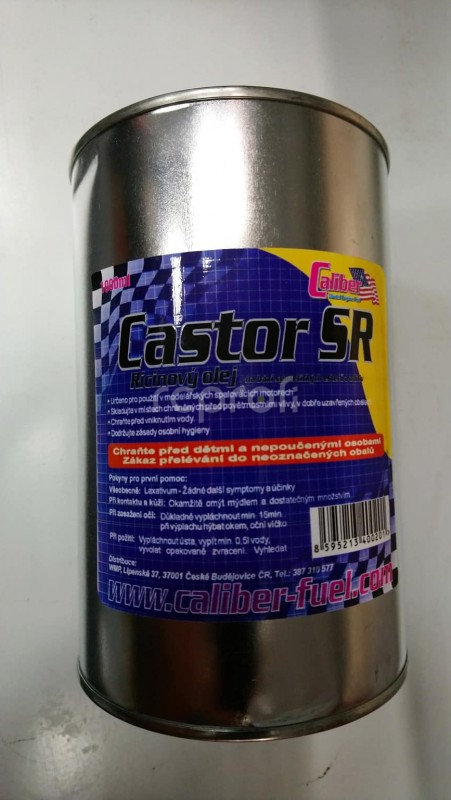 1000ml
Caliber
Castor SR
Ricinový olej
• Určeno pro použití v modelářských spalovacích motorech
• Skladujte v místech chráněných před povětrnostními vlivy, v dobře uzavřených obalech
• Chraňte před vniknutím vody.
• Dodržujte zásady osobní hygieny
Chraňte před dětmi a nepoučenými osobami
Zákaz přelévání do neoznačených obalů
Pokyny pro první pomoc:
Všeobecně: Laxativum - Žádné další symptomy a účinky
Při kontaktu s kůží: Okamžitě omýt mýdlem a dostatečným množstvím
Při zasažení očí: Důkladně vypláchnout min. 15min
při výplachu hýbat okem, oční víčko
Při požití: Vypláchnout ústa, vypít min. 0,5l vody,
vyvolat opakované zvracení. Vyhledat
8 595213 400201
Distribuce:
WMP, Lipenská 37, 37001 České Budějovice ČR, Tel.: 387 310 577
www.caliber-fuel.com